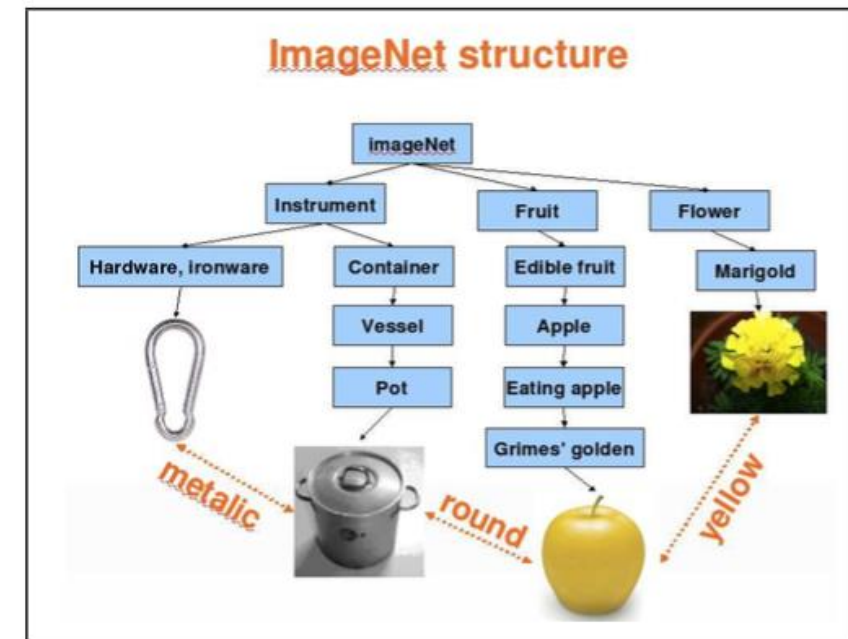 ImageNet structure
imageNet
Instrument
Fruit
Flower
Hardware, ironware
Container
Edible fruit
Marigold
Vessel
Apple
Pot
Eating apple
Grimes' golden
metalic
round
yellow